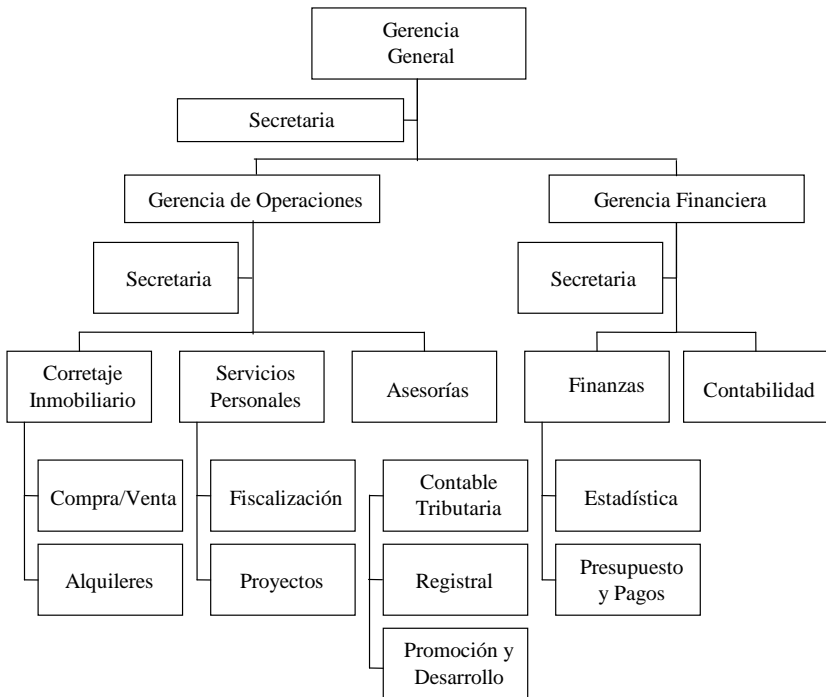 Gerencia
General
Secretaria
Gerencia de Operaciones
Gerencia Financiera
Secretaria
Secretaria
Corretaje
Inmobiliario
Servicios
Personales
Asesorías
Finanzas
Contabilidad
Compra/Venta
Fiscalización
Contable
Tributaria
Estadística
Alquileres
Proyectos
Registral
Presupuesto
y Pagos
Promoción y
Desarrollo